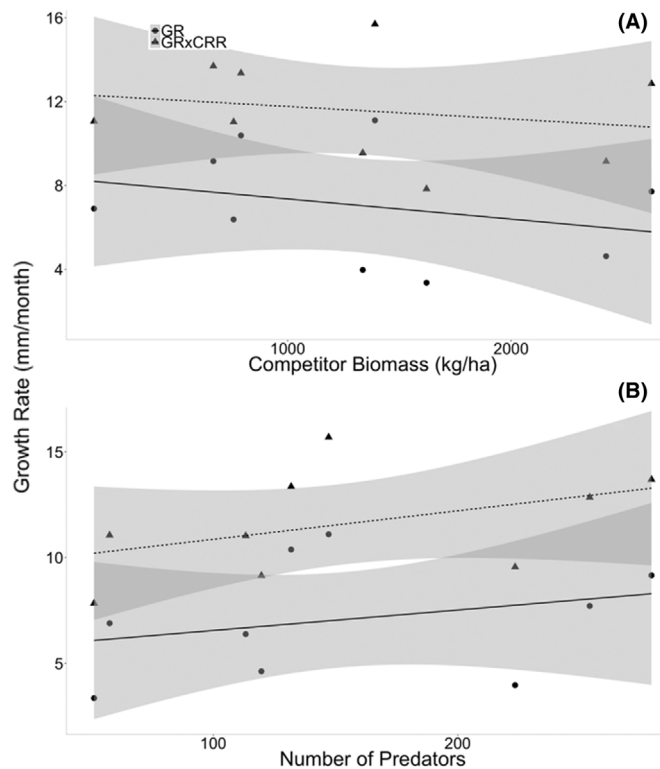 (A)
GR
GRxCRR
16
12
8
4
1000
2000
Competitor Biomass (kg/ha)
Growth Rate (mm/month)
(B)
15
10
5
100
200
Number of Predators